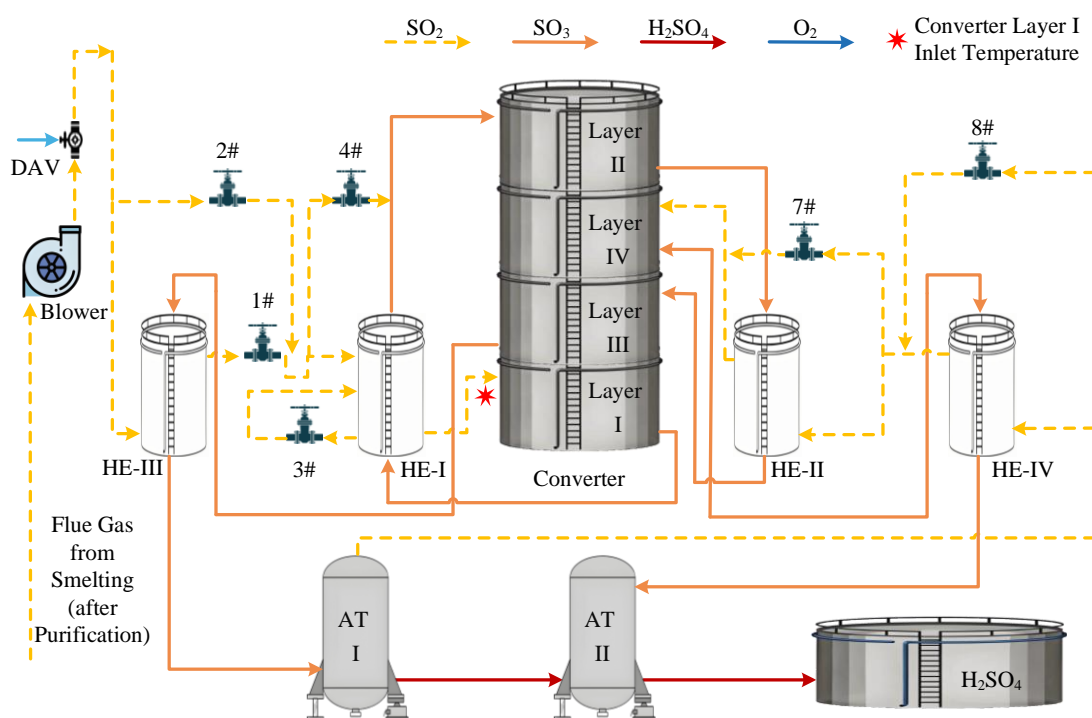 SO2
SO3
H2SO4
O2
Converter Layer I
Inlet Temperature
DAV
2#
4#
8#
Layer
II
Layer
IV
7#
Blower
1#
Layer
III
Layer
I
3#
HE-III
HE-I
Converter
HE-II
HE-IV
Flue Gas
from
Smelting
(after
Purification)
AT
I
AT
II
H2SO4